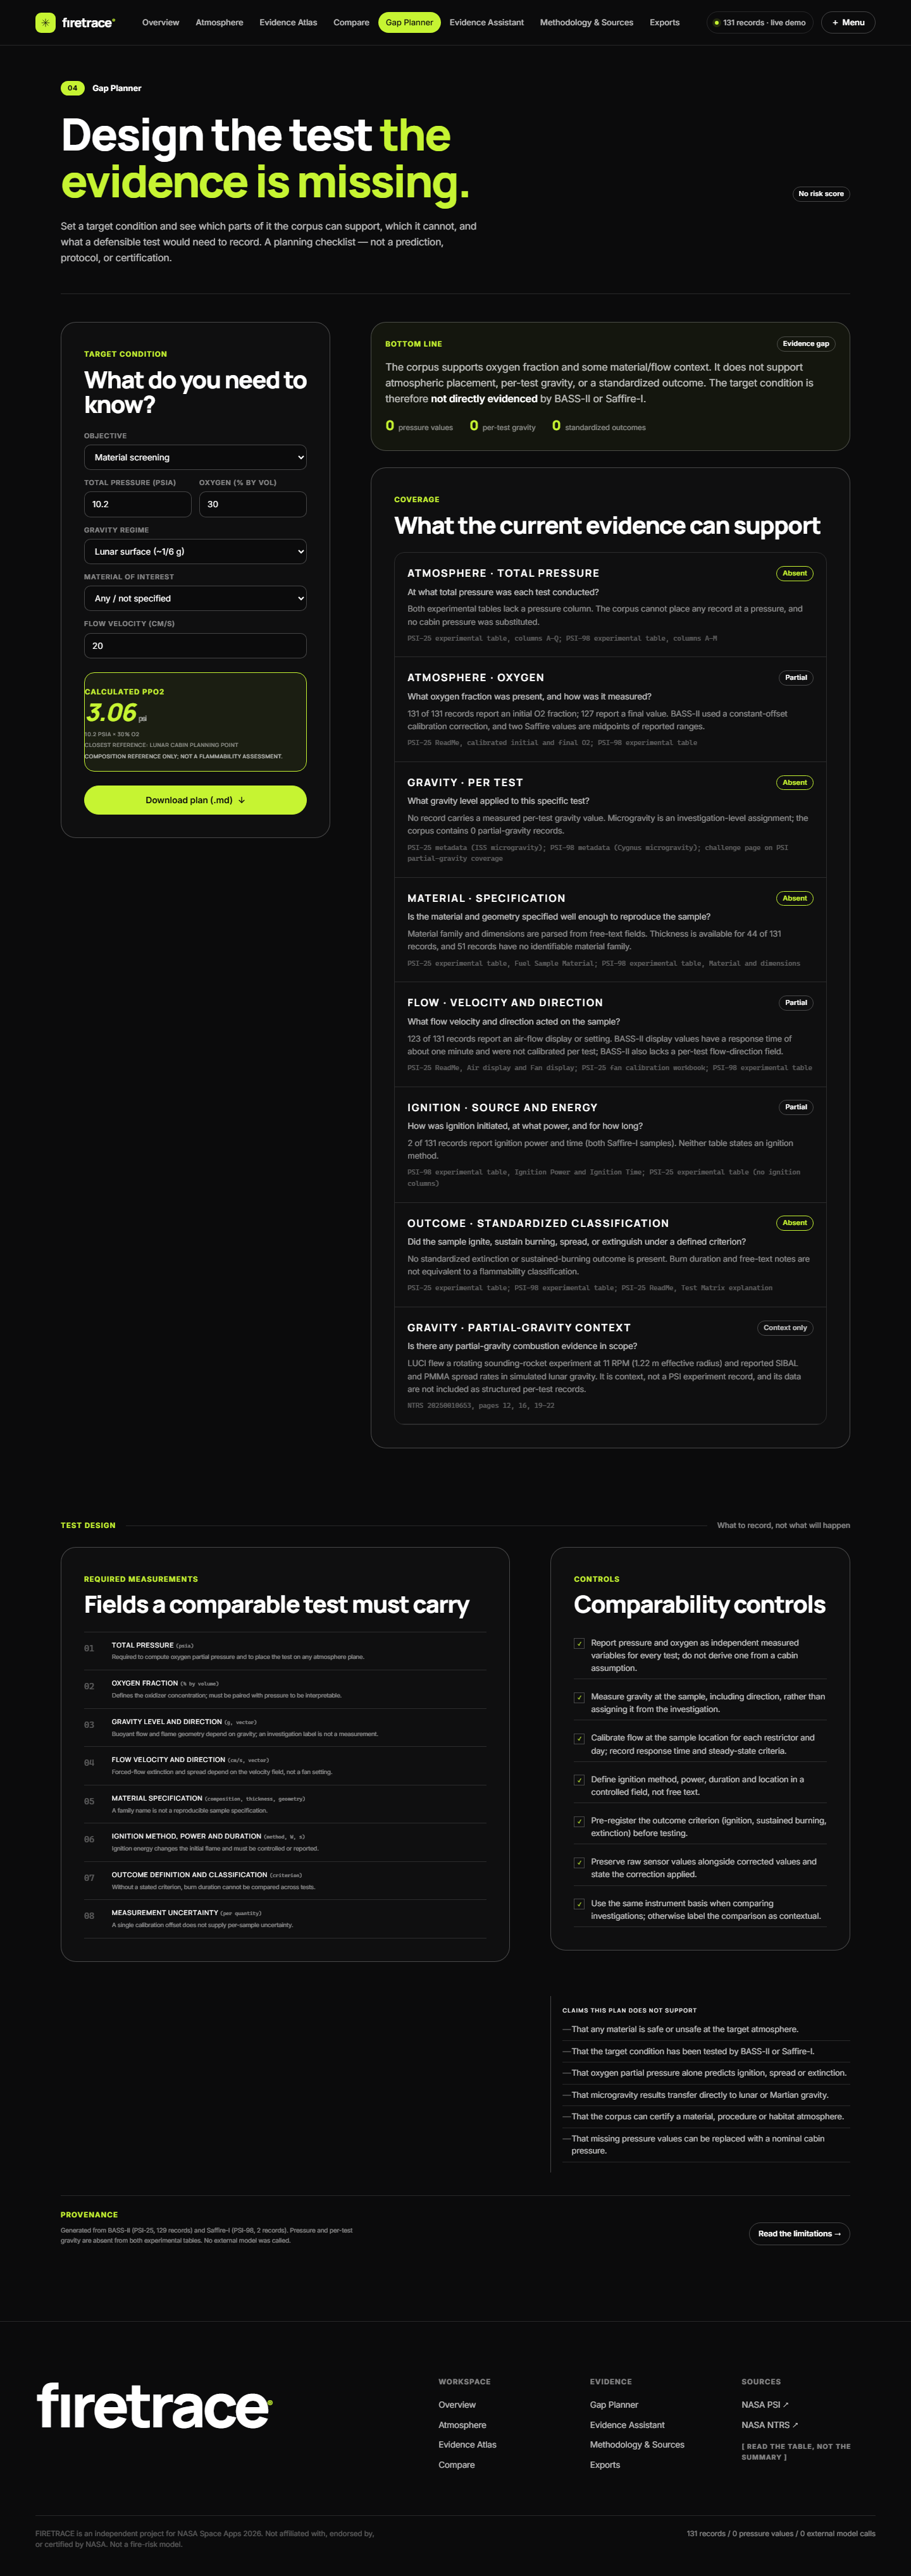 firetrace
Overview Atmosphere Evidence Atlas Compare Gap Planner Evidence Assistant Methodology & Sources Exports
131 records · live demo
+ Menu
04 Gap Planner
Design the test the
evidence is missing.
No risk score
Set a target condition and see which parts of it the corpus can support, which it cannot, and
what a defensible test would need to record. A planning checklist — not a prediction,
protocol, or certification.
TARGET CONDITION
What do you need to
know?
OBJECTIVE
Material screening
TOTAL PRESSURE (PSIA) OXYGEN (% BY VOL)
10.2 30
GRAVITY REGIME
Lunar surface (~1/6 g)
MATERIAL OF INTEREST
Any / not specified
FLOW VELOCITY (CM/S)
20
CALCULATED PPO2
3.06 psi
10.2 PSIA × 30% O2
CLOSEST REFERENCE: LUNAR CABIN PLANNING POINT
COMPOSITION REFERENCE ONLY; NOT A FLAMMABILITY ASSESSMENT.
Download plan (.md) ↓
BOTTOM LINE
Evidence gap
The corpus supports oxygen fraction and some material/flow context. It does not support
atmospheric placement, per-test gravity, or a standardized outcome. The target condition is
therefore not directly evidenced by BASS-II or Saffire-I.
0 pressure values 0 per-test gravity 0 standardized outcomes
COVERAGE
What the current evidence can support
ATMOSPHERE · TOTAL PRESSURE
Absent
At what total pressure was each test conducted?
Both experimental tables lack a pressure column. The corpus cannot place any record at a pressure, and
no cabin pressure was substituted.
PSI-25 experimental table, columns A–Q; PSI-98 experimental table, columns A–M
ATMOSPHERE · OXYGEN
Partial
What oxygen fraction was present, and how was it measured?
131 of 131 records report an initial O2 fraction; 127 report a final value. BASS-II used a constant-offset
calibration correction, and two Saffire values are midpoints of reported ranges.
PSI-25 ReadMe, calibrated initial and final O2; PSI-98 experimental table
GRAVITY · PER TEST
Absent
What gravity level applied to this specific test?
No record carries a measured per-test gravity value. Microgravity is an investigation-level assignment; the
corpus contains 0 partial-gravity records.
PSI-25 metadata (ISS microgravity); PSI-98 metadata (Cygnus microgravity); challenge page on PSI
partial-gravity coverage
MATERIAL · SPECIFICATION
Absent
Is the material and geometry specified well enough to reproduce the sample?
Material family and dimensions are parsed from free-text fields. Thickness is available for 44 of 131
records, and 51 records have no identifiable material family.
PSI-25 experimental table, Fuel Sample Material; PSI-98 experimental table, Material and dimensions
FLOW · VELOCITY AND DIRECTION
Partial
What flow velocity and direction acted on the sample?
123 of 131 records report an air-flow display or setting. BASS-II display values have a response time of
about one minute and were not calibrated per test; BASS-II also lacks a per-test flow-direction field.
PSI-25 ReadMe, Air display and Fan display; PSI-25 fan calibration workbook; PSI-98 experimental table
IGNITION · SOURCE AND ENERGY
Partial
How was ignition initiated, at what power, and for how long?
2 of 131 records report ignition power and time (both Saffire-I samples). Neither table states an ignition
method.
PSI-98 experimental table, Ignition Power and Ignition Time; PSI-25 experimental table (no ignition
columns)
OUTCOME · STANDARDIZED CLASSIFICATION
Absent
Did the sample ignite, sustain burning, spread, or extinguish under a defined criterion?
No standardized extinction or sustained-burning outcome is present. Burn duration and free-text notes are
not equivalent to a flammability classification.
PSI-25 experimental table; PSI-98 experimental table; PSI-25 ReadMe, Test Matrix explanation
GRAVITY · PARTIAL-GRAVITY CONTEXT
Context only
Is there any partial-gravity combustion evidence in scope?
LUCI flew a rotating sounding-rocket experiment at 11 RPM (1.22 m effective radius) and reported SIBAL
and PMMA spread rates in simulated lunar gravity. It is context, not a PSI experiment record, and its data
are not included as structured per-test records.
NTRS 20250010653, pages 12, 16, 19–22
TEST DESIGN
What to record, not what will happen
REQUIRED MEASUREMENTS
Fields a comparable test must carry
01 TOTAL PRESSURE (psia)
Required to compute oxygen partial pressure and to place the test on any atmosphere plane.
02 OXYGEN FRACTION (% by volume)
Defines the oxidizer concentration; must be paired with pressure to be interpretable.
03 GRAVITY LEVEL AND DIRECTION (g, vector)
Buoyant flow and flame geometry depend on gravity; an investigation label is not a measurement.
04 FLOW VELOCITY AND DIRECTION (cm/s, vector)
Forced-flow extinction and spread depend on the velocity field, not a fan setting.
05 MATERIAL SPECIFICATION (composition, thickness, geometry)
A family name is not a reproducible sample specification.
06 IGNITION METHOD, POWER AND DURATION (method, W, s)
Ignition energy changes the initial flame and must be controlled or reported.
07 OUTCOME DEFINITION AND CLASSIFICATION (criterion)
Without a stated criterion, burn duration cannot be compared across tests.
08 MEASUREMENT UNCERTAINTY (per quantity)
A single calibration offset does not supply per-sample uncertainty.
CONTROLS
Comparability controls
✓ Report pressure and oxygen as independent measured
variables for every test; do not derive one from a cabin
assumption.
✓ Measure gravity at the sample, including direction, rather than
assigning it from the investigation.
✓ Calibrate flow at the sample location for each restrictor and
day; record response time and steady-state criteria.
✓ Define ignition method, power, duration and location in a
controlled field, not free text.
✓ Pre-register the outcome criterion (ignition, sustained burning,
extinction) before testing.
✓ Preserve raw sensor values alongside corrected values and
state the correction applied.
✓ Use the same instrument basis when comparing
investigations; otherwise label the comparison as contextual.
CLAIMS THIS PLAN DOES NOT SUPPORT
—That any material is safe or unsafe at the target atmosphere.
—That the target condition has been tested by BASS-II or Saffire-I.
—That oxygen partial pressure alone predicts ignition, spread or extinction.
—That microgravity results transfer directly to lunar or Martian gravity.
—That the corpus can certify a material, procedure or habitat atmosphere.
—That missing pressure values can be replaced with a nominal cabin
pressure.
PROVENANCE
Generated from BASS-II (PSI-25, 129 records) and Saffire-I (PSI-98, 2 records). Pressure and per-test
gravity are absent from both experimental tables. No external model was called.
Read the limitations →
firetrace
WORKSPACE
Overview
Atmosphere
Evidence Atlas
Compare
EVIDENCE
Gap Planner
Evidence Assistant
Methodology & Sources
Exports
SOURCES
NASA PSI ↗
NASA NTRS ↗
[ READ THE TABLE, NOT THE
SUMMARY ]
FIRETRACE is an independent project for NASA Space Apps 2026. Not affiliated with, endorsed by,
or certified by NASA. Not a fire-risk model.
131 records / 0 pressure values / 0 external model calls